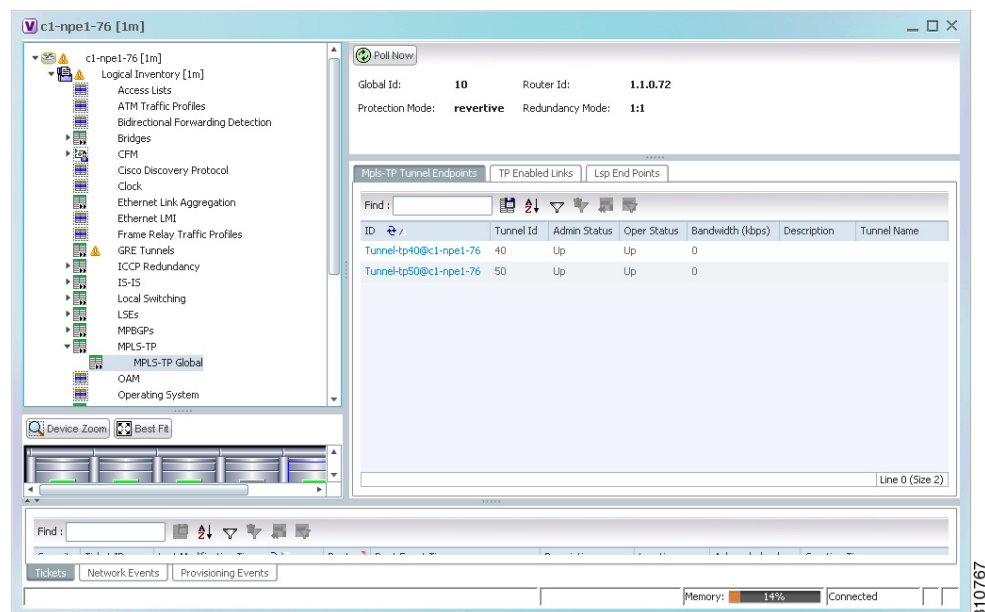 V c1-npe1-76 [1m]
c1-npe1-76 [1m]
Logical Inventory [1m]
Access Lists
ATM Traffic Profiles
Bidirectional Forwarding Detection
Bridges
CFM
Cisco Discovery Protocol
Clock
Ethernet Link Aggregation
Ethernet LMI
Frame Relay Traffic Profiles
GRE Tunnels
ICCP Redundancy
IS-IS
Local Switching
LSEs
MPBGPs
MPLS-TP
MPLS-TP Global
OAM
Operating System
Device Zoom Best Fit
Poll Now
Global Id: 10 Router Id: 1.1.0.72
Protection Mode: revertive Redundancy Mode: 1:1
Mpls-TP Tunnel Endpoints TP Enabled Links Lsp End Points
Find :
ID Tunnel Id Admin Status Oper Status Bandwidth (kbps) Description Tunnel Name
Tunnel-tp40@c1-npe1-76 40 Up Up 0
Tunnel-tp50@c1-npe1-76 50 Up Up 0
Line 0 (Size 2)
Find :
Tickets Network Events Provisioning Events
Memory: 14% Connected
310767